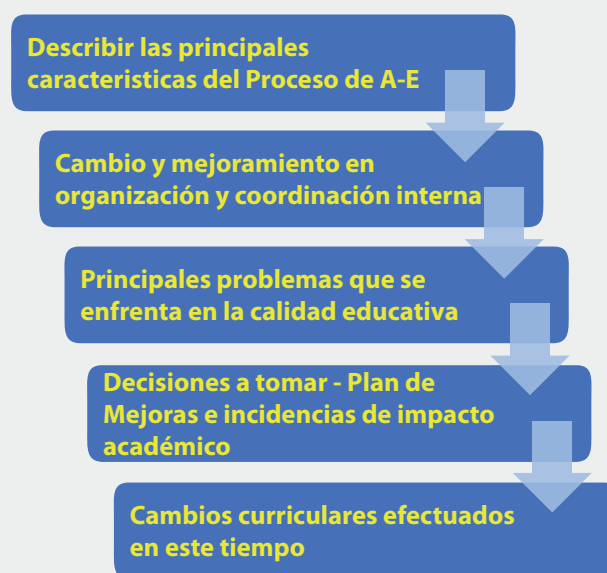 Describir las principales
caracteristicas del Proceso de A-E
Cambio y mejoramiento en
organización y coordinación interna
Principales problemas que se
enfrenta en la calidad educativa
Decisiones a tomar - Plan de
Mejoras e incidencias de impacto
académico
Cambios curriculares efectuados
en este tiempo